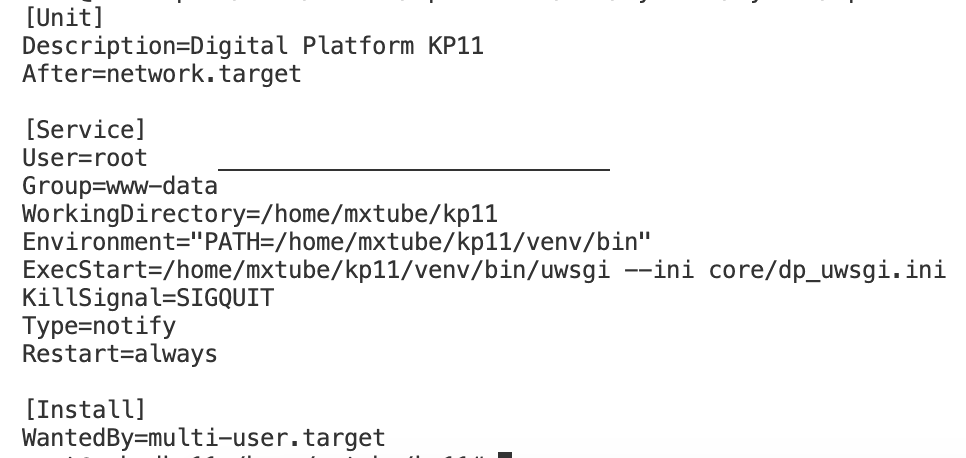 [Unit]
Description=Digital Platform KP11
After=network.target
[Service]
User=root
Group=www-data
WorkingDirectory=/home/mxtube/kp11
Environment="PATH=/home/mxtube/kp11/venv/bin"
ExecStart=/home/mxtube/kp11/venv/bin/uwsgi --ini core/dp_uwsgi.ini
KillSignal=SIGQUIT
Type=notify
Restart=always
[Install]
WantedBy=multi-user.target